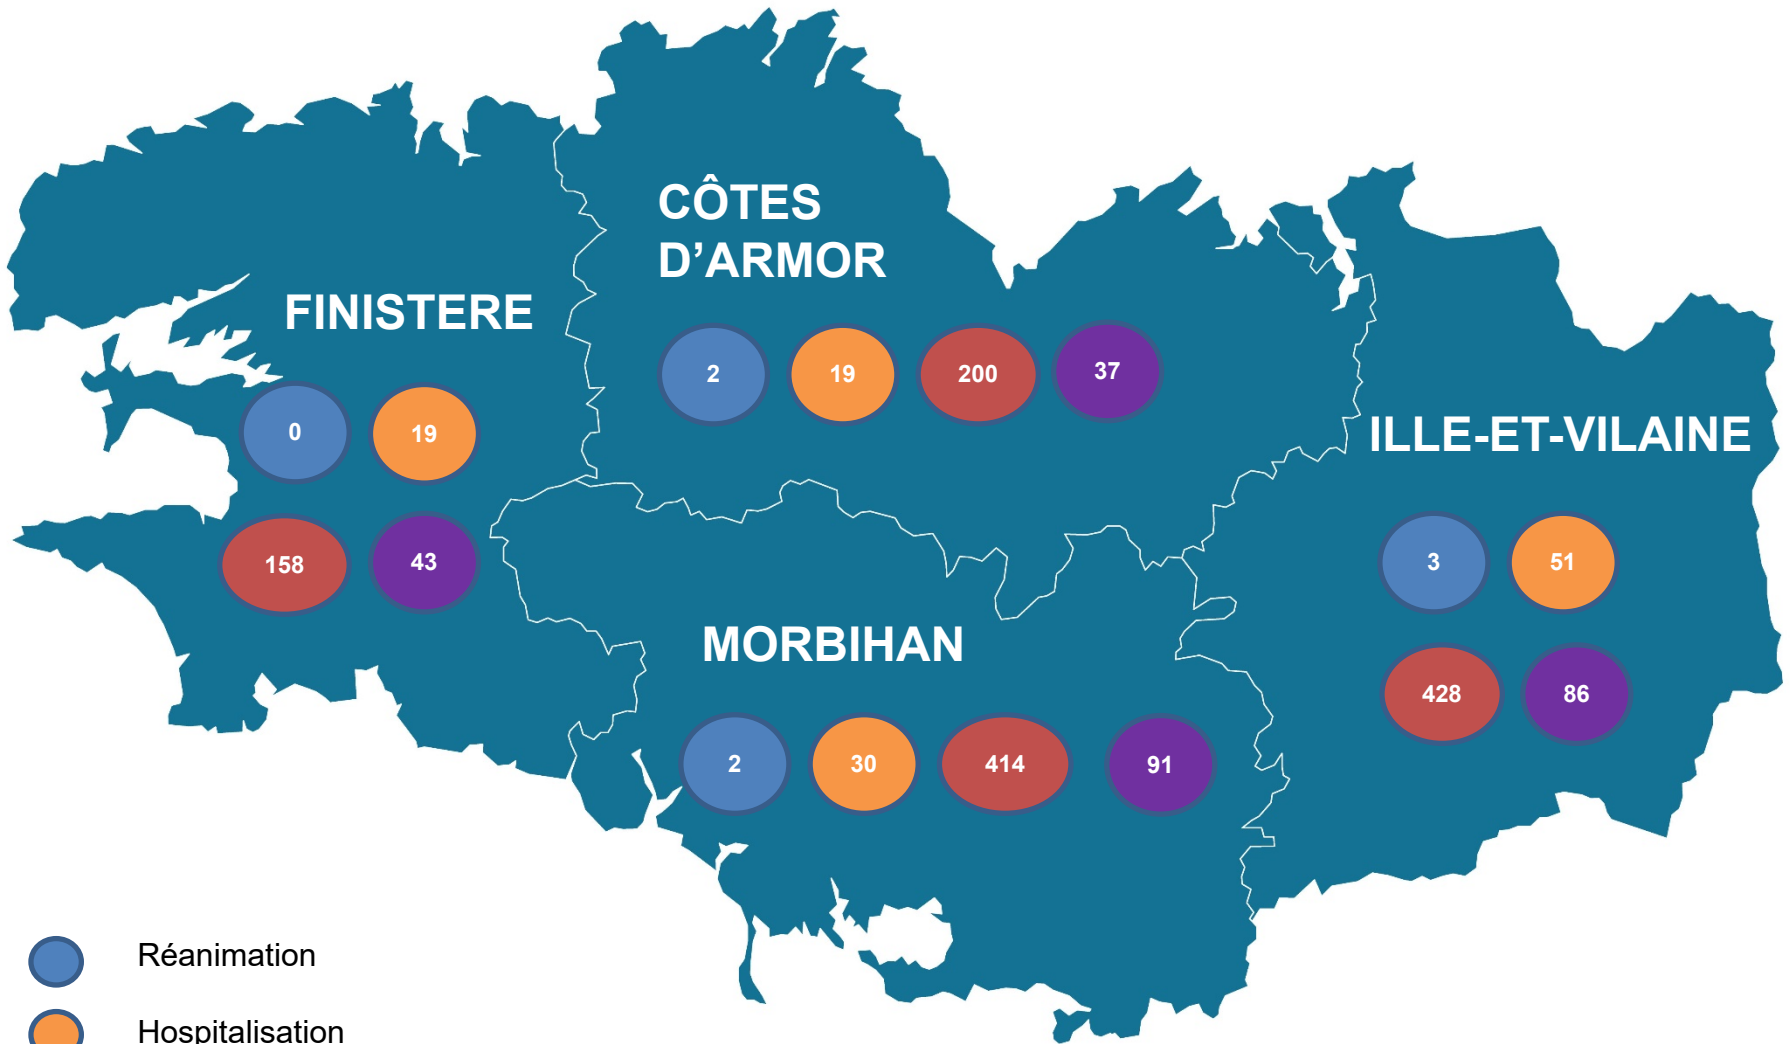 CÔTES
D’ARMOR
2 19 200 37
FINISTERE
0 19
158 43
ILLE-ET-VILAINE
3 51
428 86
MORBIHAN
2 30 414 91
Réanimation
Hospitalisation